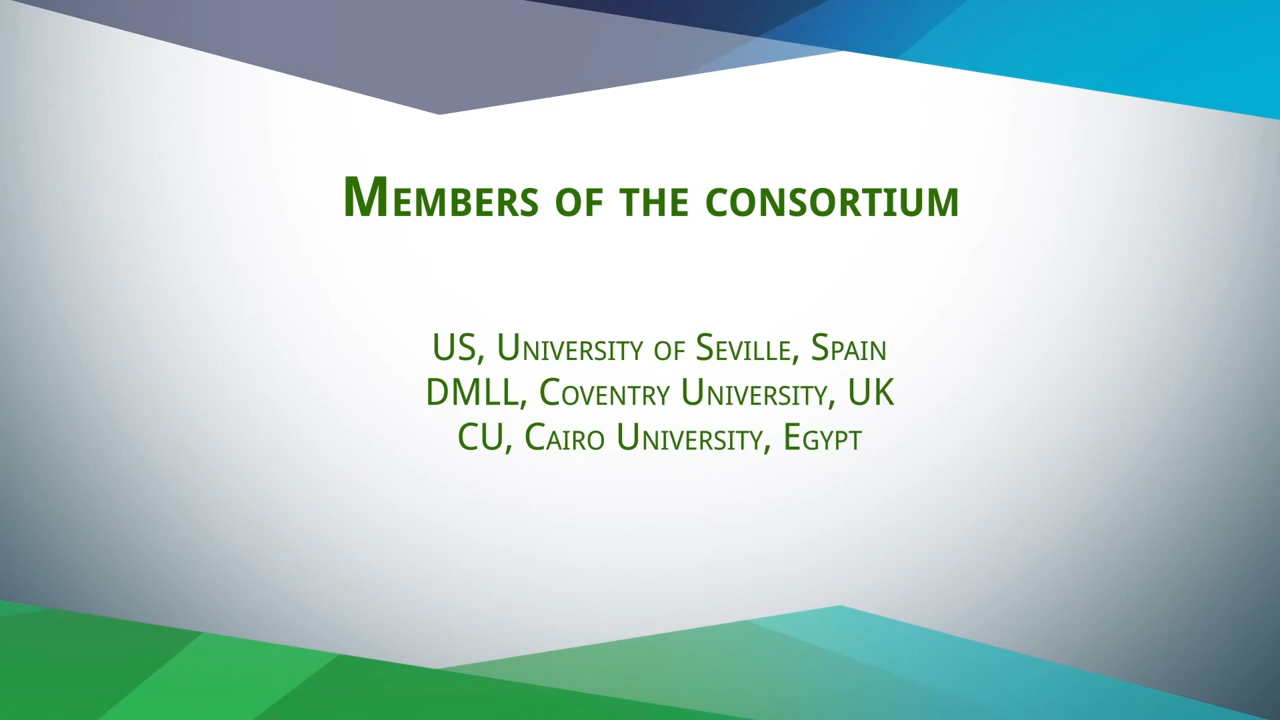 Members of the consortium
US, University of Seville, Spain
DMLL, Coventry University, UK
CU, Cairo University, Egypt